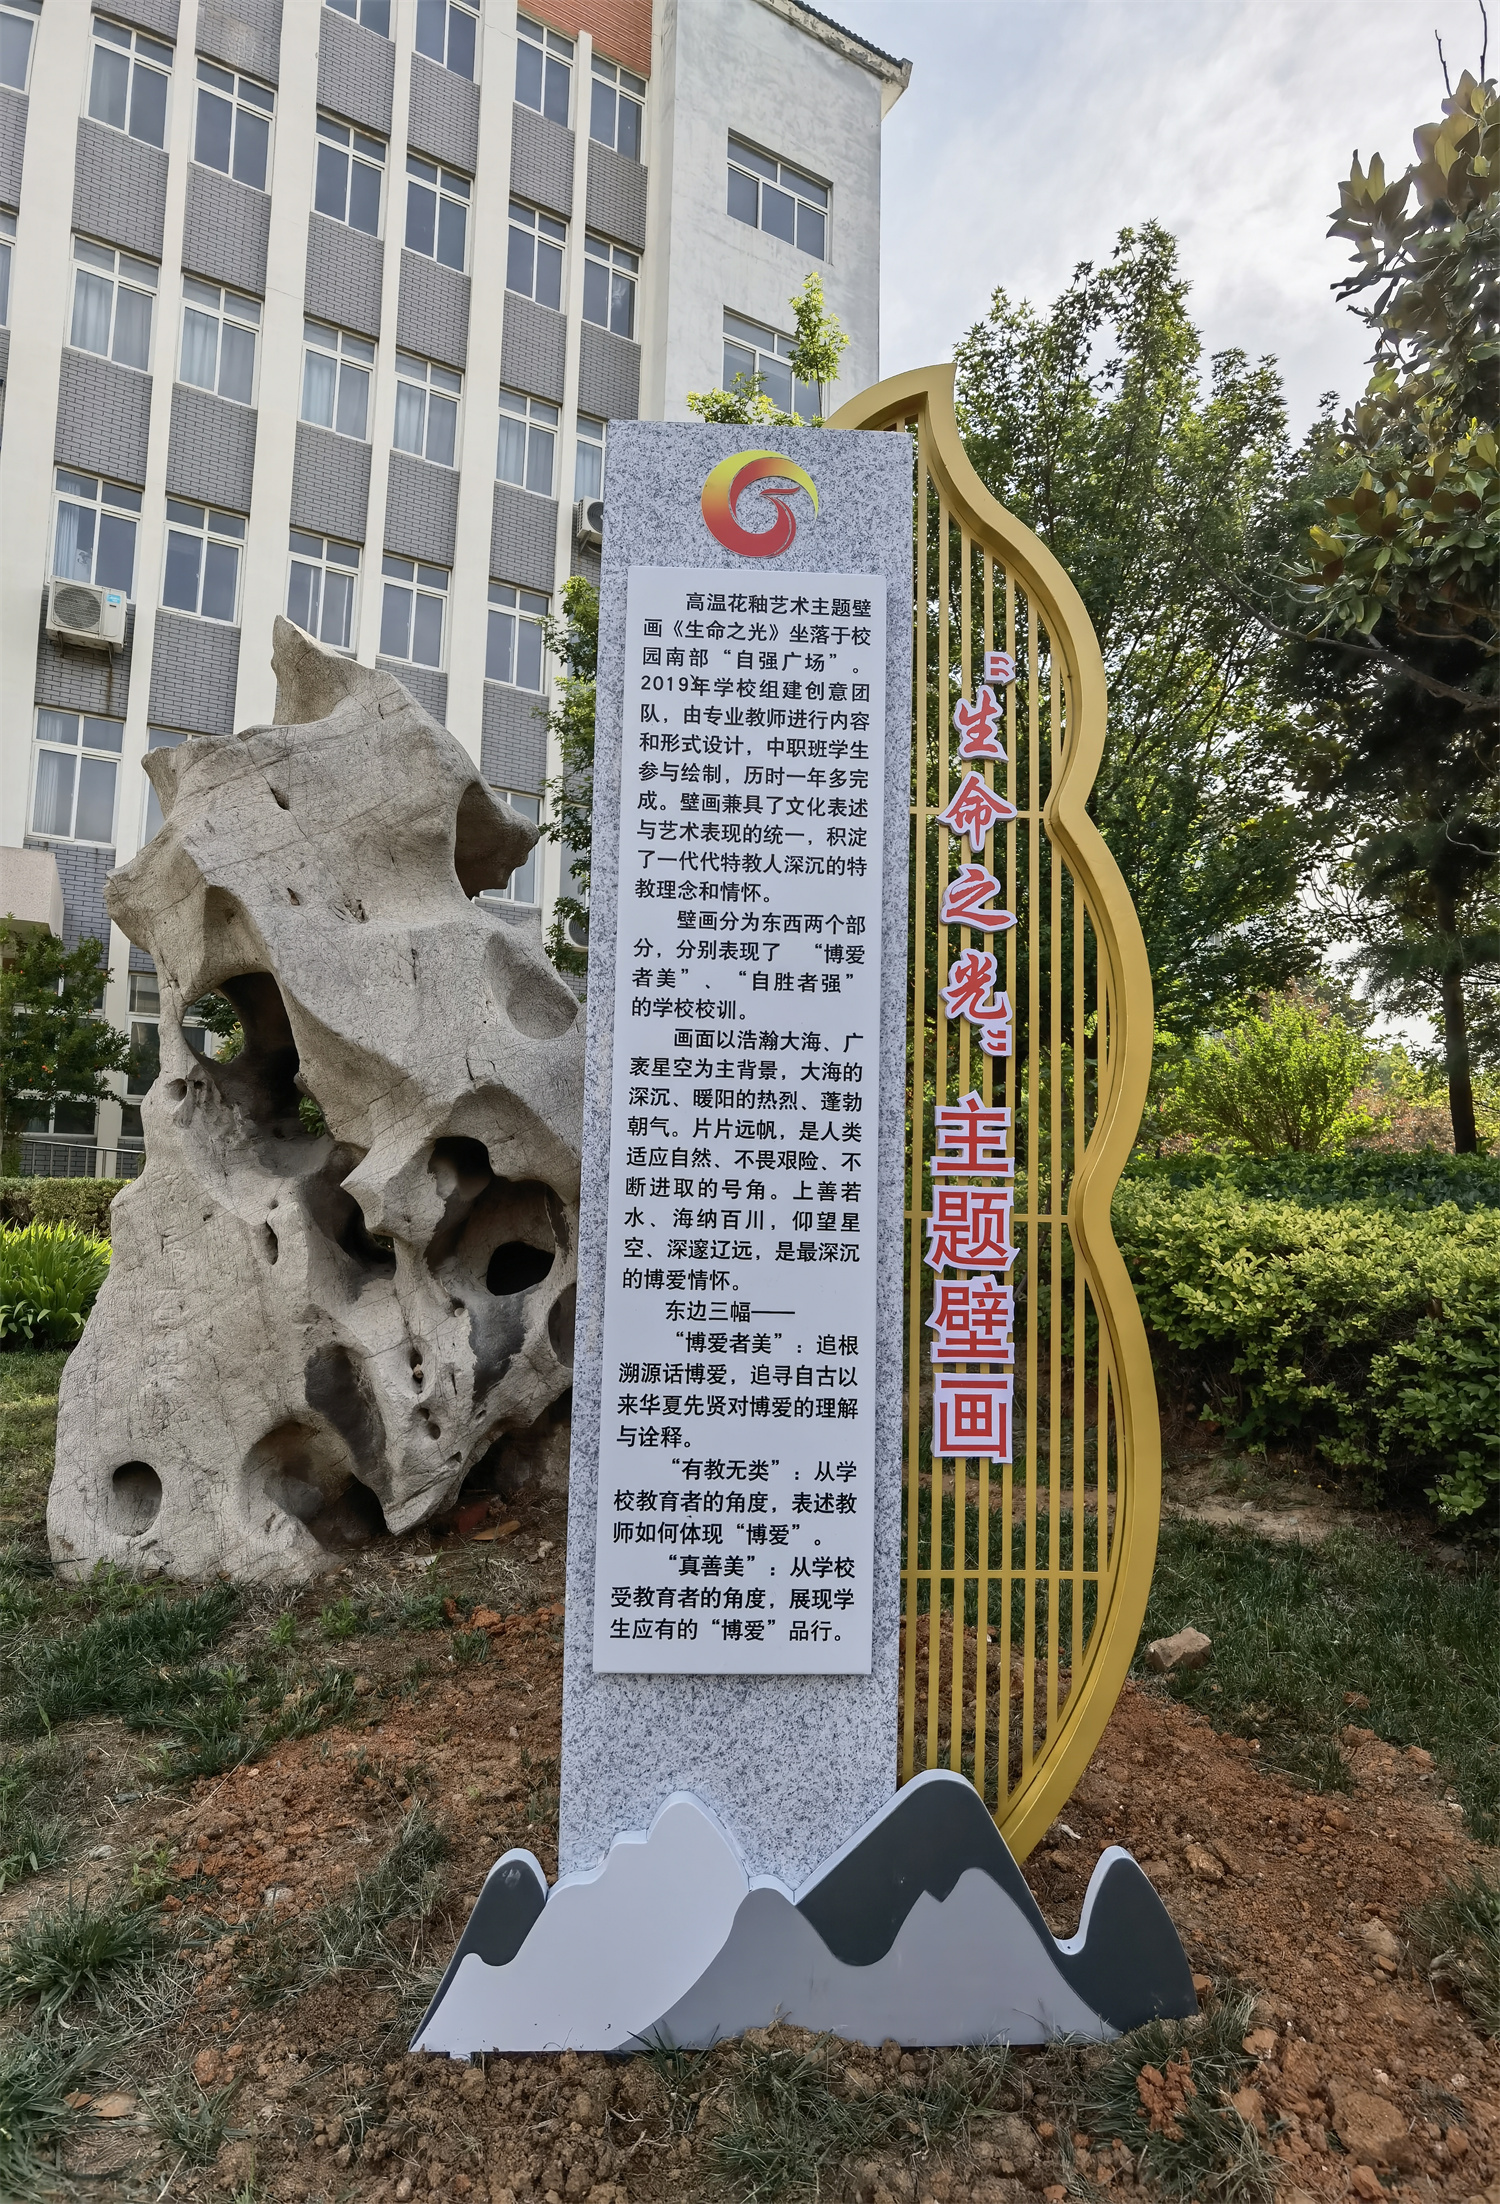 高温花釉艺术主题壁
画《生命之光》坐落于校
园南部“自强广场”。
2019年学校组建创意团
队，由专业教师进行内容
和形式设计，中职班学生
参与绘制，历时一年多完
成。壁画兼具了文化表述
与艺术表现的统一，积淀
了一代代特教人深沉的特
教理念和情怀。
壁画分为东西两个部
分，分别表现了 “博爱
者美”、“自胜者强”
的学校校训。
画面以浩瀚大海、广
袤星空为主背景，大海的
深沉、暖阳的热烈、蓬勃
朝气。片片远帆，是人类
适应自然、不畏艰险、不
断进取的号角。上善若
水、海纳百川，仰望星
空、深邃辽远，是最深沉
的博爱情怀。
东边三幅——
“博爱者美”：追根
溯源话博爱，追寻自古以
来华夏先贤对博爱的理解
与诠释。
“有教无类”：从学
校教育者的角度，表述教
师如何体现“博爱”。
“真善美”：从学校
受教育者的角度，展现学
生应有的“博爱”品行。
“生命之光”主题壁画